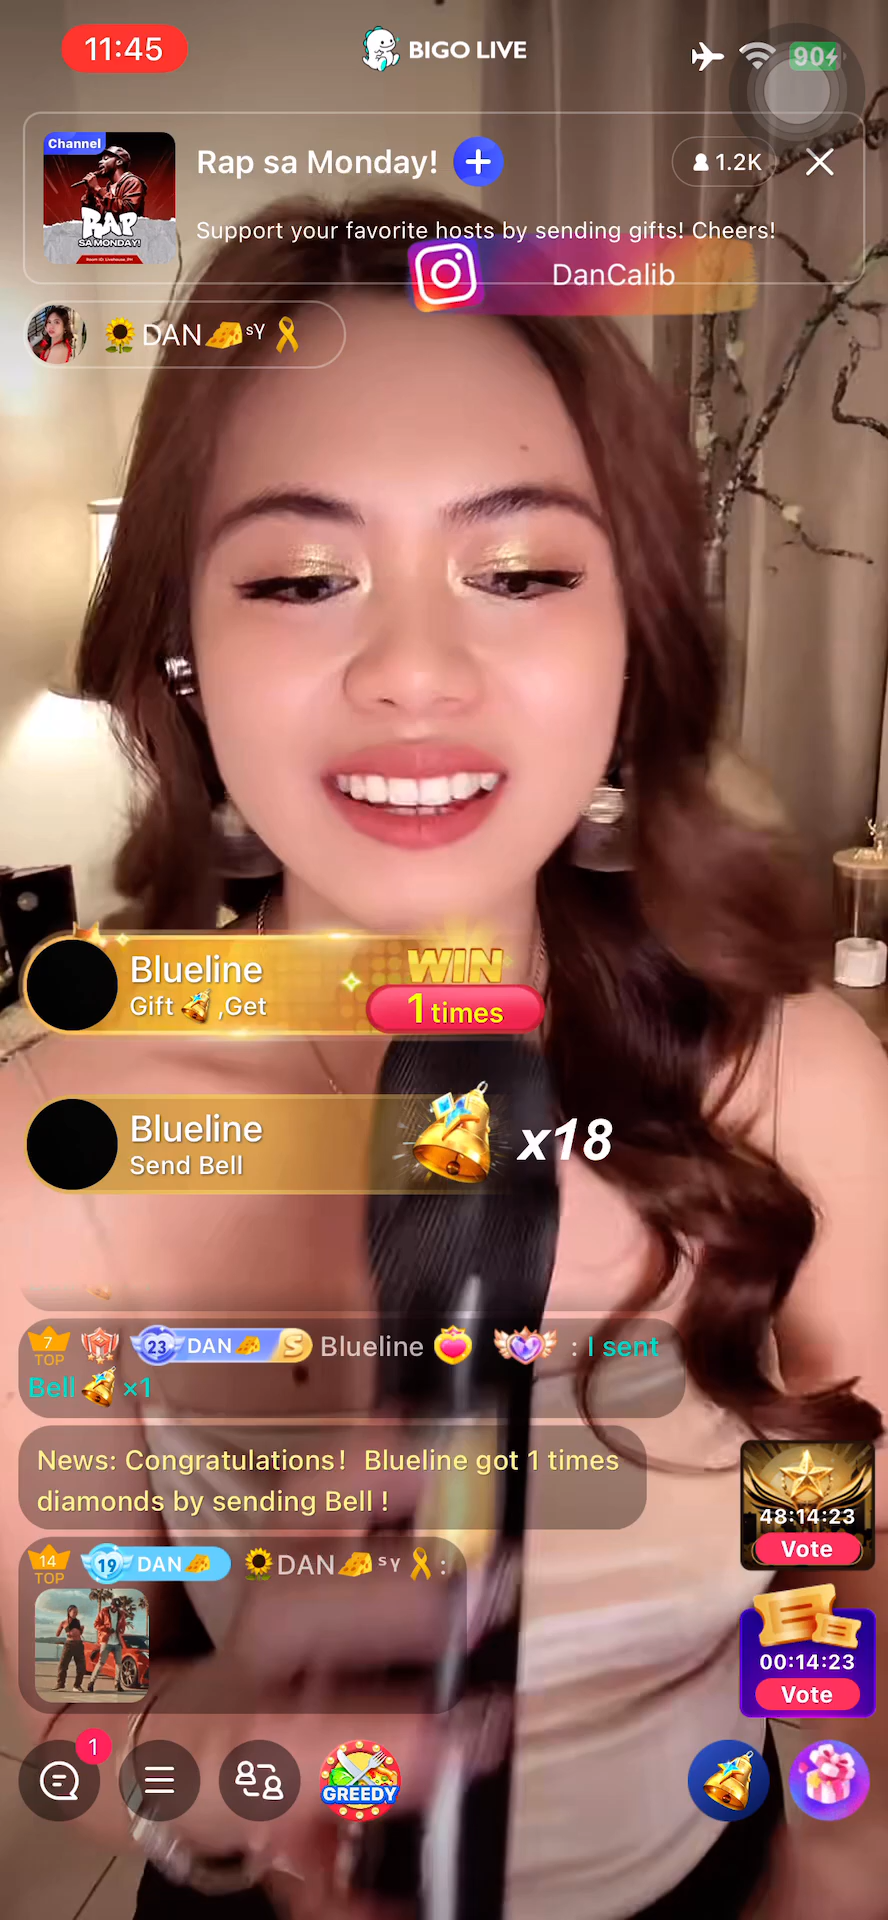 11:45
BIGO LIVE
90
Channel
RAP
SA MONDAY!
Rap sa Monday!
1.2K
Support your favorite hosts by sending gifts! Cheers!
DanCalib
🌻DAN🧀ˢʸ🎗
Blueline
Gift ,Get
WIN
1 times
Blueline
Send Bell
x18
7 TOP 23 DAN🧀 S Blueline : I sent
Bell ×1
News: Congratulations! Blueline got 1 times
diamonds by sending Bell !
14 TOP 19 DAN🧀 🌻DAN🧀ˢʸ🎗:
48:14:23
Vote
00:14:23
Vote
1
GREEDY